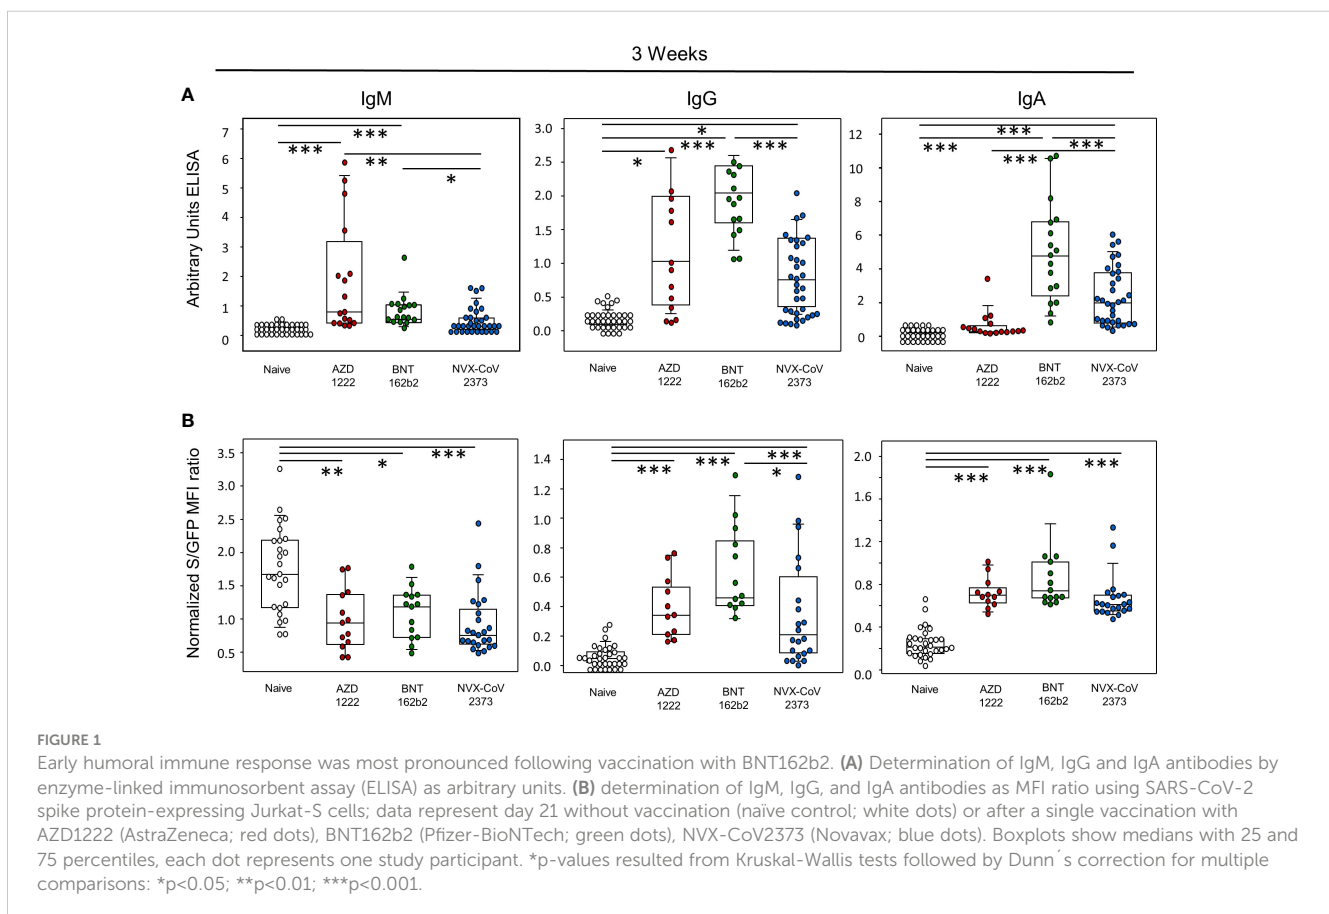 3 Weeks
A
IgM
IgG
IgA
Arbitrary Units ELISA
7
6
5
4
3
2
1
0
***
***
**
*
Naive
AZD
1222
BNT
162b2
NVX-CoV
2373
3.0
2.5
2.0
1.5
1.0
0.5
0.0
*
***
***
*
Naive
AZD
1222
BNT
162b2
NVX-CoV
2373
12
10
8
6
4
2
0
***
***
***
***
Naive
AZD
1222
BNT
162b2
NVX-CoV
2373
B
Normalized S/GFP MFI ratio
3.5
3.0
2.5
2.0
1.5
1.0
0.5
**
*
***
Naive
AZD
1222
BNT
162b2
NVX-CoV
2373
1.4
1.2
1.0
0.8
0.6
0.4
0.2
0.0
***
***
***
*
Naive
AZD
1222
BNT
162b2
NVX-CoV
2373
2.0
1.6
1.2
0.8
0.4
0.0
***
***
***
Naive
AZD
1222
BNT
162b2
NVX-CoV
2373
FIGURE 1
Early humoral immune response was most pronounced following vaccination with BNT162b2. (A) Determination of IgM, IgG and IgA antibodies by
enzyme-linked immunosorbent assay (ELISA) as arbitrary units. (B) determination of IgM, IgG, and IgA antibodies as MFI ratio using SARS-CoV-2
spike protein-expressing Jurkat-S cells; data represent day 21 without vaccination (naïve control; white dots) or after a single vaccination with
AZD1222 (AstraZeneca; red dots), BNT162b2 (Pfizer-BioNTech; green dots), NVX-CoV2373 (Novavax; blue dots). Boxplots show medians with 25 and
75 percentiles, each dot represents one study participant. *p-values resulted from Kruskal-Wallis tests followed by Dunn´s correction for multiple
comparisons: *p<0.05; **p<0.01; ***p<0.001.